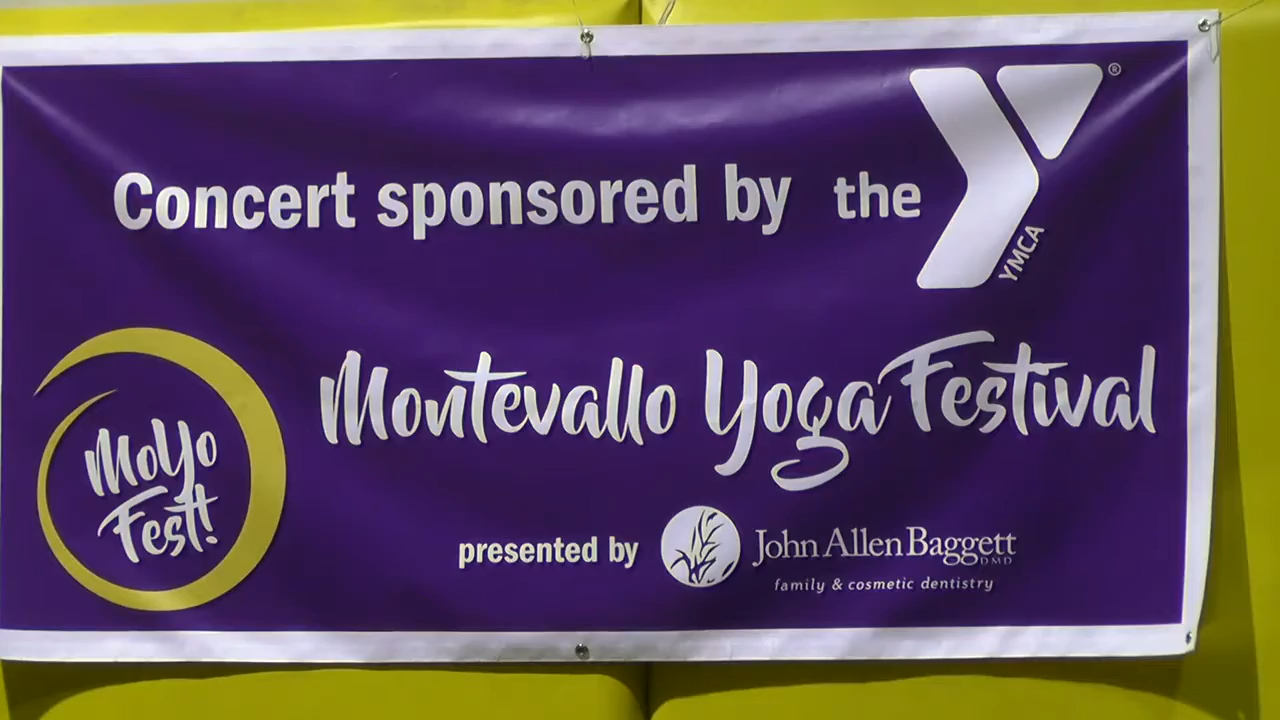 Concert sponsored by the Y®
YMCA
Montevallo Yoga Festival
MoYo
Fest!
presented by
John Allen Baggett
DMD
family & cosmetic dentistry